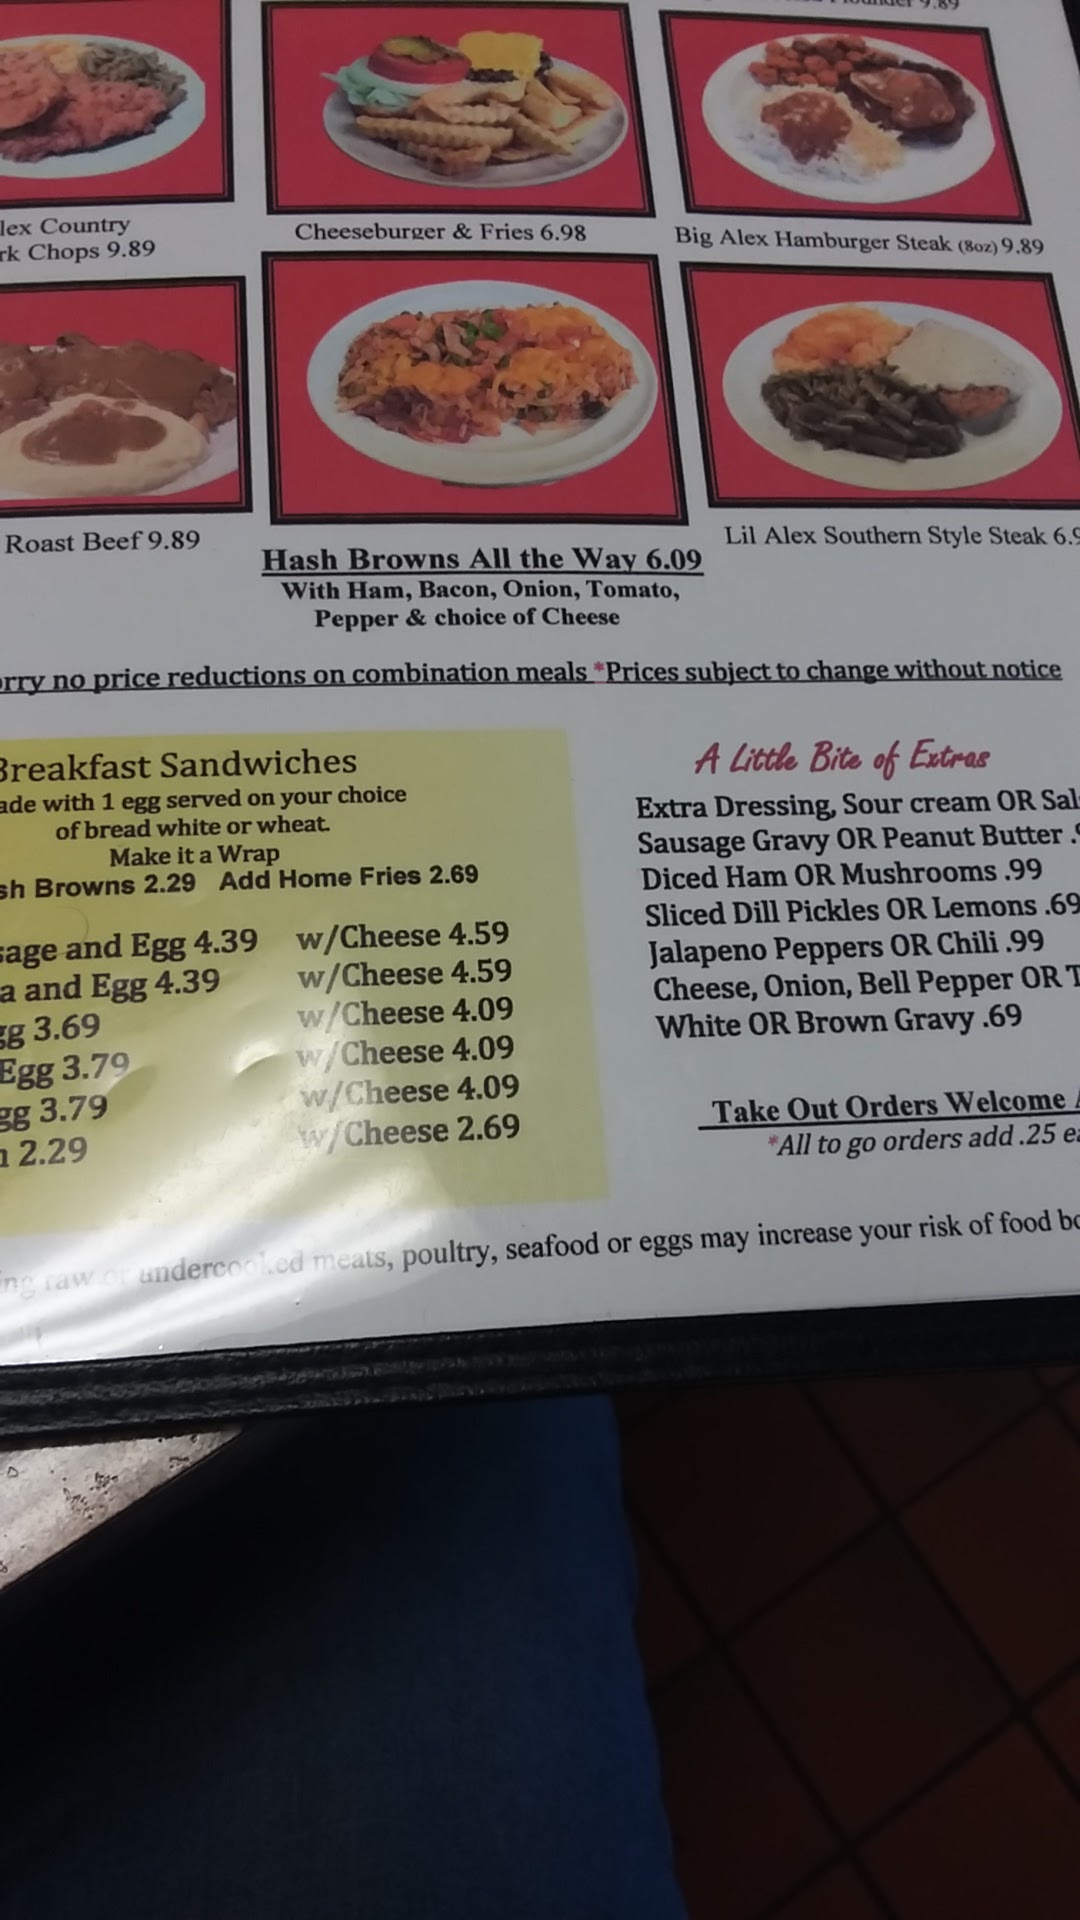 9.89
Country
Chops 9.89
Cheeseburger & Fries 6.98
Big Alex Hamburger Steak (8oz) 9.89
Roast Beef 9.89
Hash Browns All the Way 6.09
With Ham, Bacon, Onion, Tomato,
Pepper & choice of Cheese
Lil Alex Southern Style Steak
no price reductions on combination meals *Prices subject to change without notice
Breakfast Sandwiches
with 1 egg served on your choice
of bread white or wheat.
Make it a Wrap
Browns 2.29 Add Home Fries 2.69
and Egg 4.39 w/Cheese 4.59
and Egg 4.39 w/Cheese 4.59
3.69 w/Cheese 4.09
Egg 3.79 w/Cheese 4.09
3.79 w/Cheese 4.09
2.29 w/Cheese 2.69
A Little Bite of Extras
Extra Dressing, Sour cream OR
Sausage Gravy OR Peanut Butter
Diced Ham OR Mushrooms .99
Sliced Dill Pickles OR Lemons .69
Jalapeno Peppers OR Chili .99
Cheese, Onion, Bell Pepper OR
White OR Brown Gravy .69
Take Out Orders Welcome
*All to go orders add .25
raw or undercooked meats, poultry, seafood or eggs may increase your risk of food